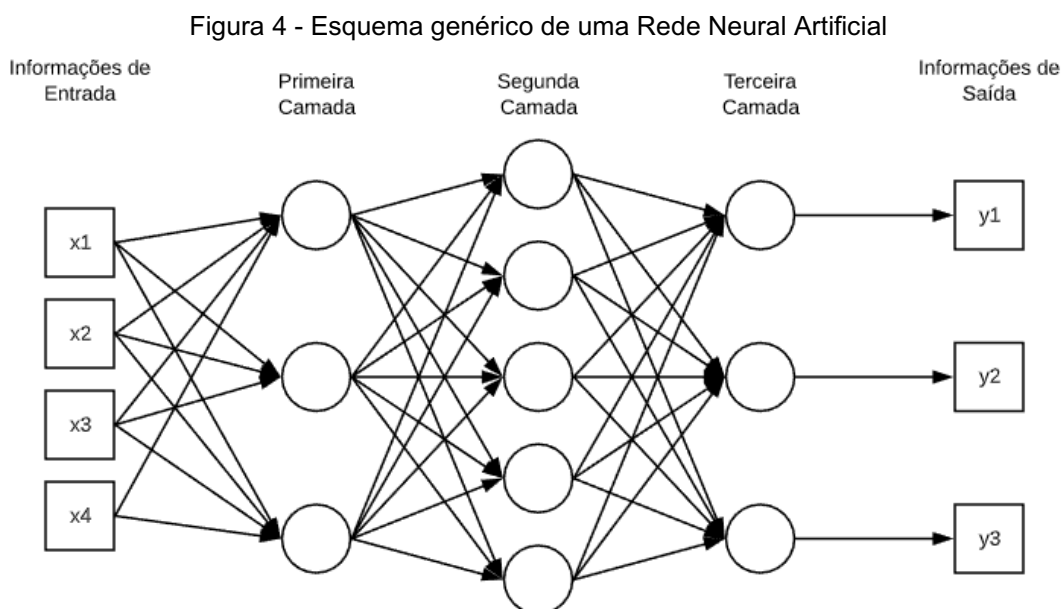 Figura 4 - Esquema genérico de uma Rede Neural Artificial
Informações de
Entrada
Primeira
Camada
Segunda
Camada
Terceira
Camada
Informações de
Saída
x1
x2
x3
x4
y1
y2
y3